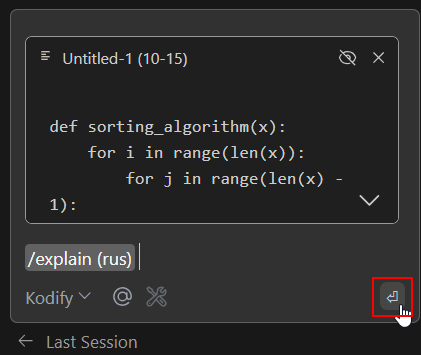 Untitled-1 (10-15)
def sorting_algorithm(x):
    for i in range(len(x)):
        for j in range(len(x) -
1):
/explain (rus)
Kodify
Last Session